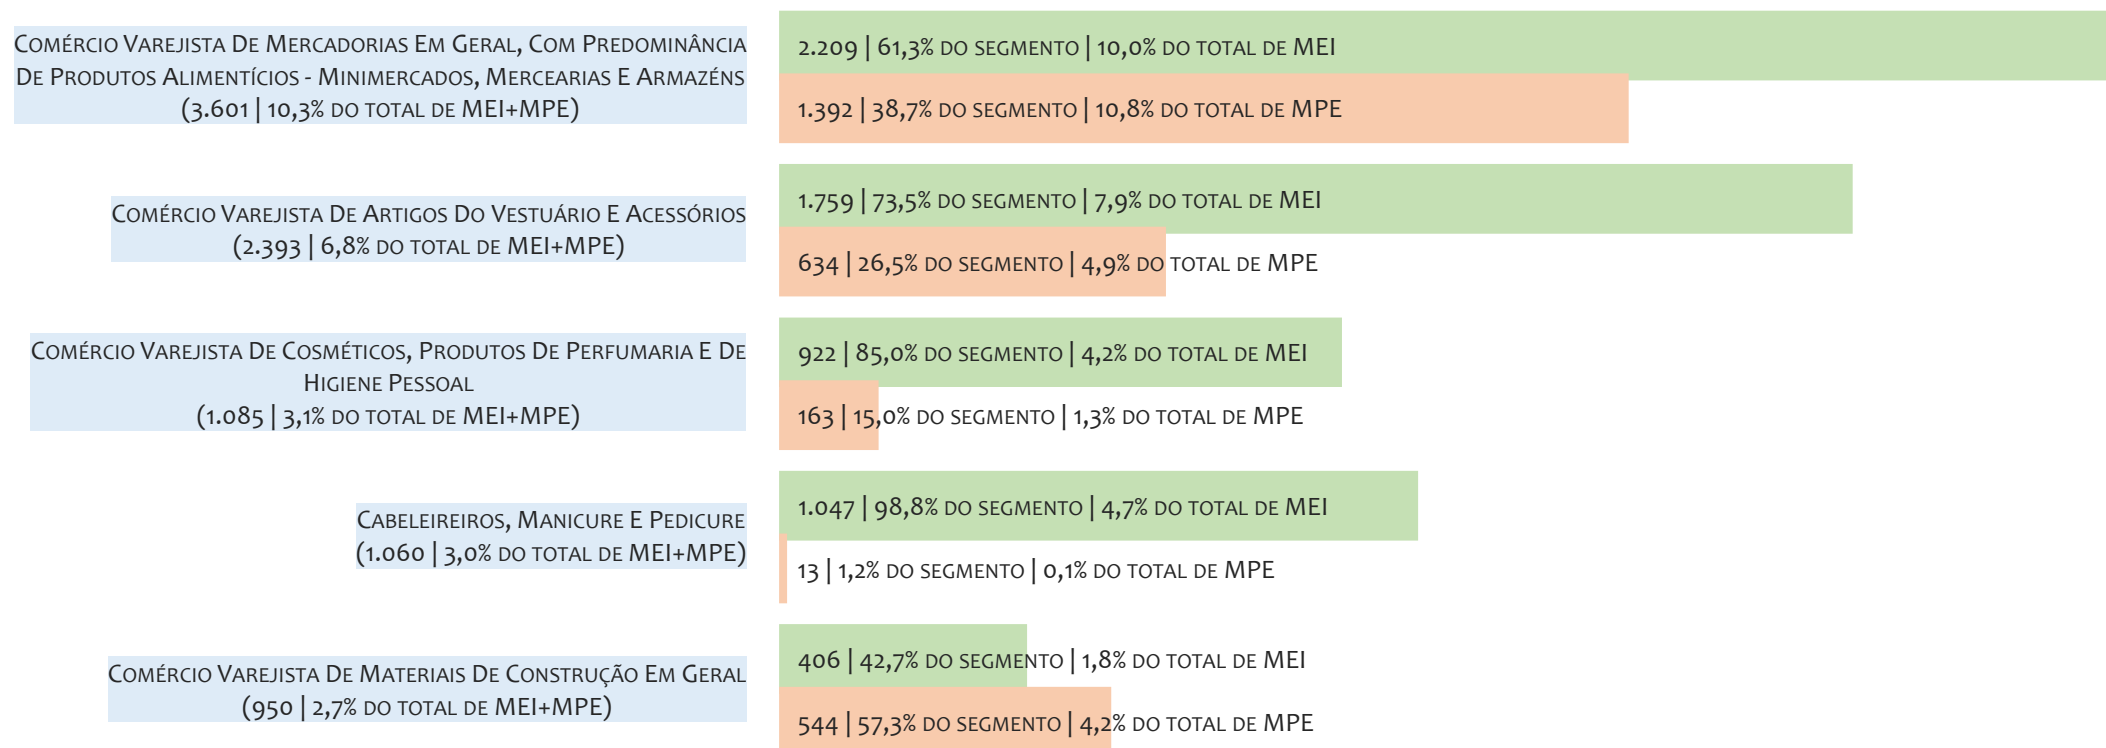 Comércio Varejista De Mercadorias Em Geral, Com Predominância
De Produtos Alimentícios - Minimercados, Mercearias E Armazéns
(3.601 | 10,3% do total de MEI+MPE)
2.209 | 61,3% do segmento | 10,0% do total de MEI
1.392 | 38,7% do segmento | 10,8% do total de MPE
Comércio Varejista De Artigos Do Vestuário E Acessórios
(2.393 | 6,8% do total de MEI+MPE)
1.759 | 73,5% do segmento | 7,9% do total de MEI
634 | 26,5% do segmento | 4,9% do total de MPE
Comércio Varejista De Cosméticos, Produtos De Perfumaria E De
Higiene Pessoal
(1.085 | 3,1% do total de MEI+MPE)
922 | 85,0% do segmento | 4,2% do total de MEI
163 | 15,0% do segmento | 1,3% do total de MPE
Cabeleireiros, Manicure E Pedicure
(1.060 | 3,0% do total de MEI+MPE)
1.047 | 98,8% do segmento | 4,7% do total de MEI
13 | 1,2% do segmento | 0,1% do total de MPE
Comércio Varejista De Materiais De Construção Em Geral
(950 | 2,7% do total de MEI+MPE)
406 | 42,7% do segmento | 1,8% do total de MEI
544 | 57,3% do segmento | 4,2% do total de MPE